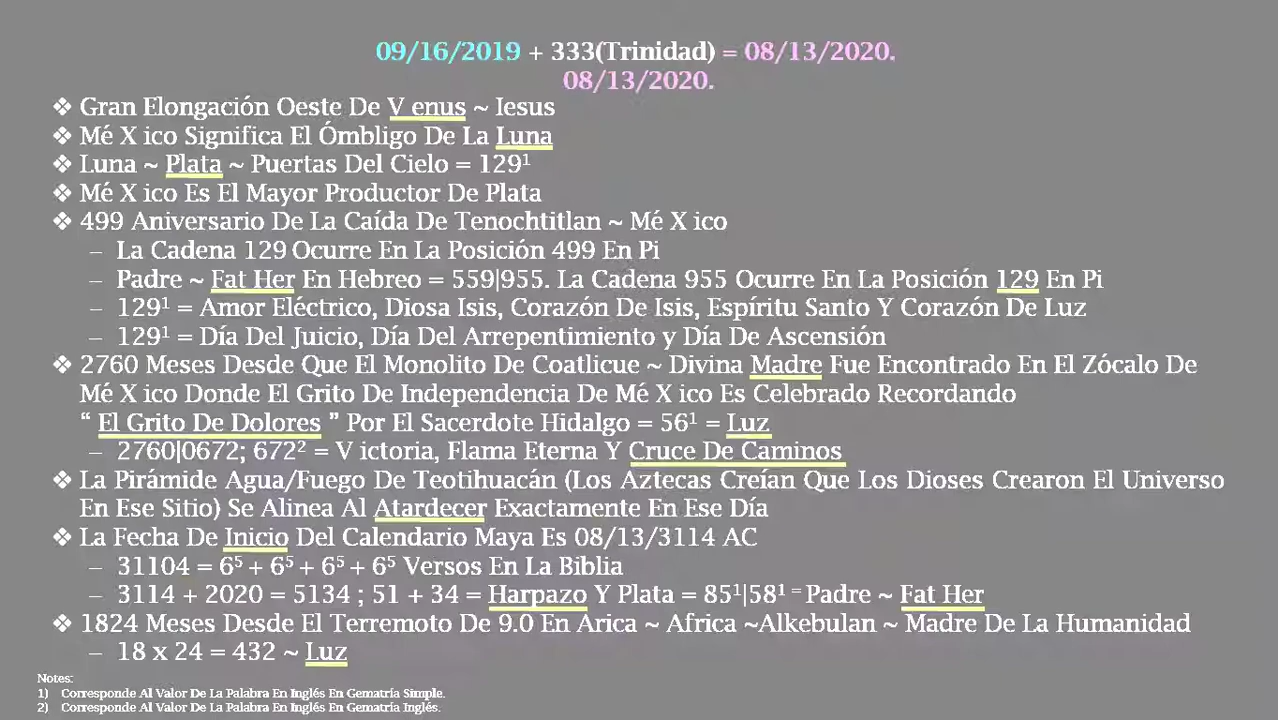 09/16/2019 + 333(Trinidad) = 08/13/2020.
08/13/2020.
❖ Gran Elongación Oeste De V enus ~ Iesus
❖ Mé X ico Significa El Ómbligo De La Luna
❖ Luna ~ Plata ~ Puertas Del Cielo = 129¹
❖ Mé X ico Es El Mayor Productor De Plata
❖ 499 Aniversario De La Caída De Tenochtitlan ~ Mé X ico
– La Cadena 129 Ocurre En La Posición 499 En Pi
– Padre ~ Fat Her En Hebreo = 559|955. La Cadena 955 Ocurre En La Posición 129 En Pi
– 129¹ = Amor Eléctrico, Diosa Isis, Corazón De Isis, Espíritu Santo Y Corazón De Luz
– 129¹ = Día Del Juicio, Día Del Arrepentimiento y Día De Ascensión
❖ 2760 Meses Desde Que El Monolito De Coatlicue ~ Divina Madre Fue Encontrado En El Zócalo De
Mé X ico Donde El Grito De Independencia De Mé X ico Es Celebrado Recordando
“ El Grito De Dolores ” Por El Sacerdote Hidalgo = 56¹ = Luz
– 2760|0672; 672² = V ictoria, Flama Eterna Y Cruce De Caminos
❖ La Pirámide Agua/Fuego De Teotihuacán (Los Aztecas Creían Que Los Dioses Crearon El Universo
En Ese Sitio) Se Alinea Al Atardecer Exactamente En Ese Día
❖ La Fecha De Inicio Del Calendario Maya Es 08/13/3114 AC
– 31104 = 6⁵ + 6⁵ + 6⁵ + 6⁵ Versos En La Biblia
– 3114 + 2020 = 5134 ; 51 + 34 = Harpazo Y Plata = 85¹|58¹ = Padre ~ Fat Her
❖ 1824 Meses Desde El Terremoto De 9.0 En Arica ~ Africa ~Alkebulan ~ Madre De La Humanidad
– 18 x 24 = 432 ~ Luz
Notes:
1) Corresponde Al Valor De La Palabra En Inglés En Gematría Simple.
2) Corresponde Al Valor De La Palabra En Inglés En Gematría Inglés.